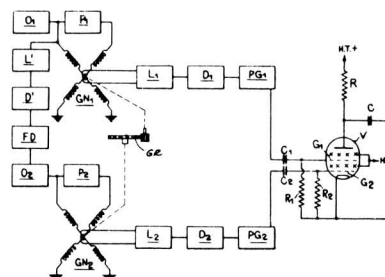 O1 P1 H.T.+
L'
GN1 L1 D1 PG1 R C
D'
GR V
FD C1 G1 H
O2 P2 C2 G2
R1 R2
L2 D2 PG2
GN2